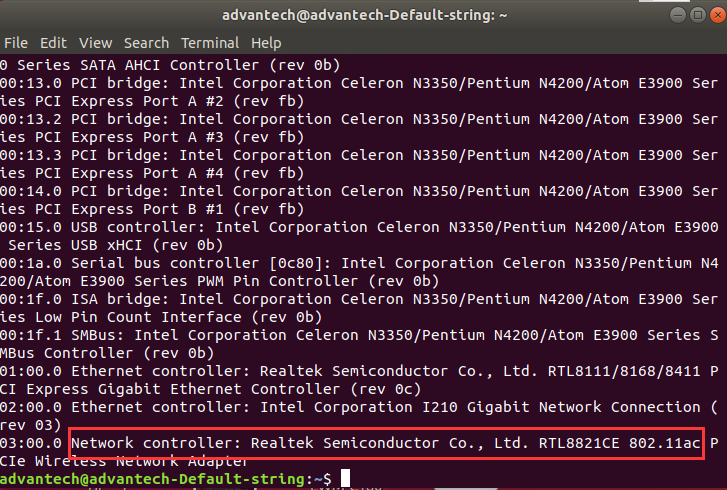 advantech@advantech-Default-string: ~
File Edit View Search Terminal Help
0 Series SATA AHCI Controller (rev 0b)
00:13.0 PCI bridge: Intel Corporation Celeron N3350/Pentium N4200/Atom E3900 Ser
ies PCI Express Port A #2 (rev fb)
00:13.2 PCI bridge: Intel Corporation Celeron N3350/Pentium N4200/Atom E3900 Ser
ies PCI Express Port A #3 (rev fb)
00:13.3 PCI bridge: Intel Corporation Celeron N3350/Pentium N4200/Atom E3900 Ser
ies PCI Express Port A #4 (rev fb)
00:14.0 PCI bridge: Intel Corporation Celeron N3350/Pentium N4200/Atom E3900 Ser
ies PCI Express Port B #1 (rev fb)
00:15.0 USB controller: Intel Corporation Celeron N3350/Pentium N4200/Atom E3900
 Series USB xHCI (rev 0b)
00:1a.0 Serial bus controller [0c80]: Intel Corporation Celeron N3350/Pentium N4
200/Atom E3900 Series PWM Pin Controller (rev 0b)
00:1f.0 ISA bridge: Intel Corporation Celeron N3350/Pentium N4200/Atom E3900 Ser
ies Low Pin Count Interface (rev 0b)
00:1f.1 SMBus: Intel Corporation Celeron N3350/Pentium N4200/Atom E3900 Series S
MBus Controller (rev 0b)
01:00.0 Ethernet controller: Realtek Semiconductor Co., Ltd. RTL8111/8168/8411 P
CI Express Gigabit Ethernet Controller (rev 0c)
02:00.0 Ethernet controller: Intel Corporation I210 Gigabit Network Connection (
rev 03)
03:00.0 Network controller: Realtek Semiconductor Co., Ltd. RTL8821CE 802.11ac P
CIe Wireless Network Adapter
advantech@advantech-Default-string:~$